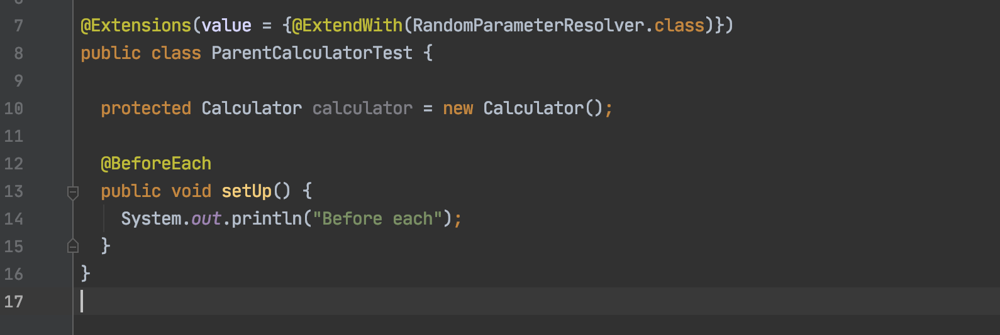 7 @Extensions(value = {@ExtendWith(RandomParameterResolver.class)})
8 public class ParentCalculatorTest {
9
10 protected Calculator calculator = new Calculator();
11
12 @BeforeEach
13 public void setUp() {
14 System.out.println("Before each");
15 }
16 }
17